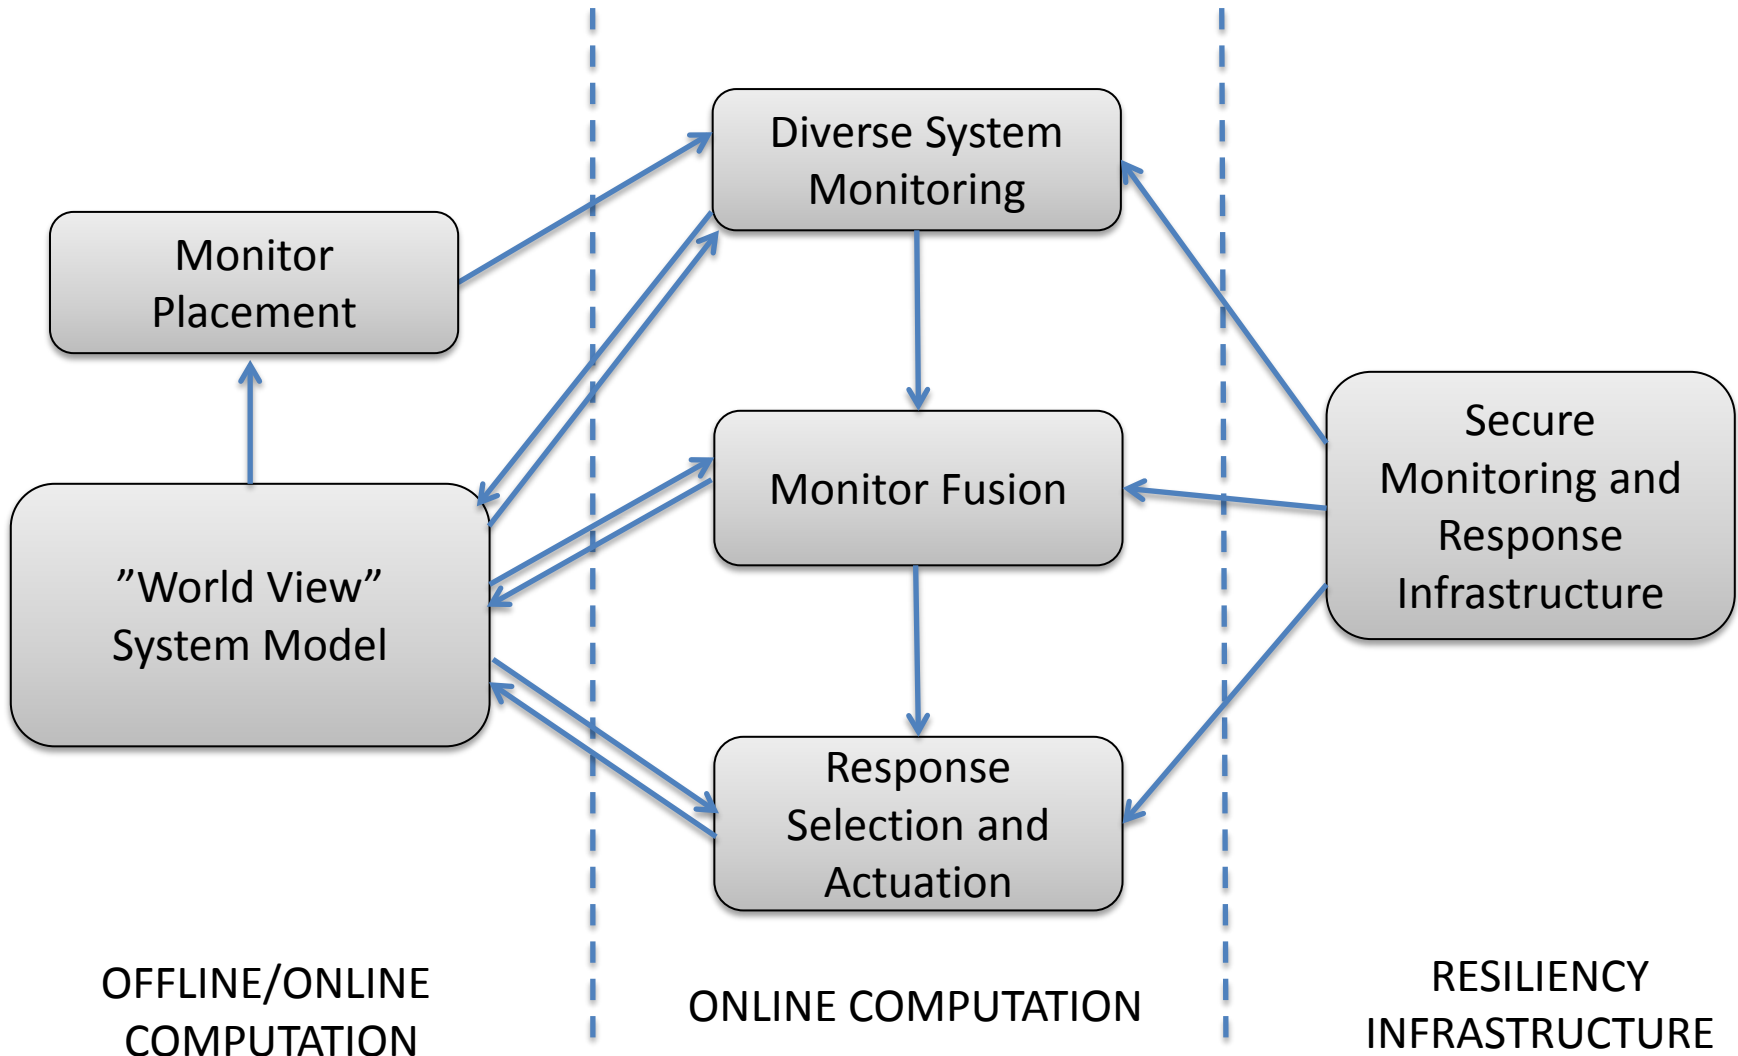 Diverse System
Monitoring
Monitor
Placement
Secure
Monitoring and
Response
Infrastructure
Monitor Fusion
”World View”
System Model
Response
Selection and
Actuation
OFFLINE/ONLINE
COMPUTATION
ONLINE COMPUTATION
RESILIENCY
INFRASTRUCTURE